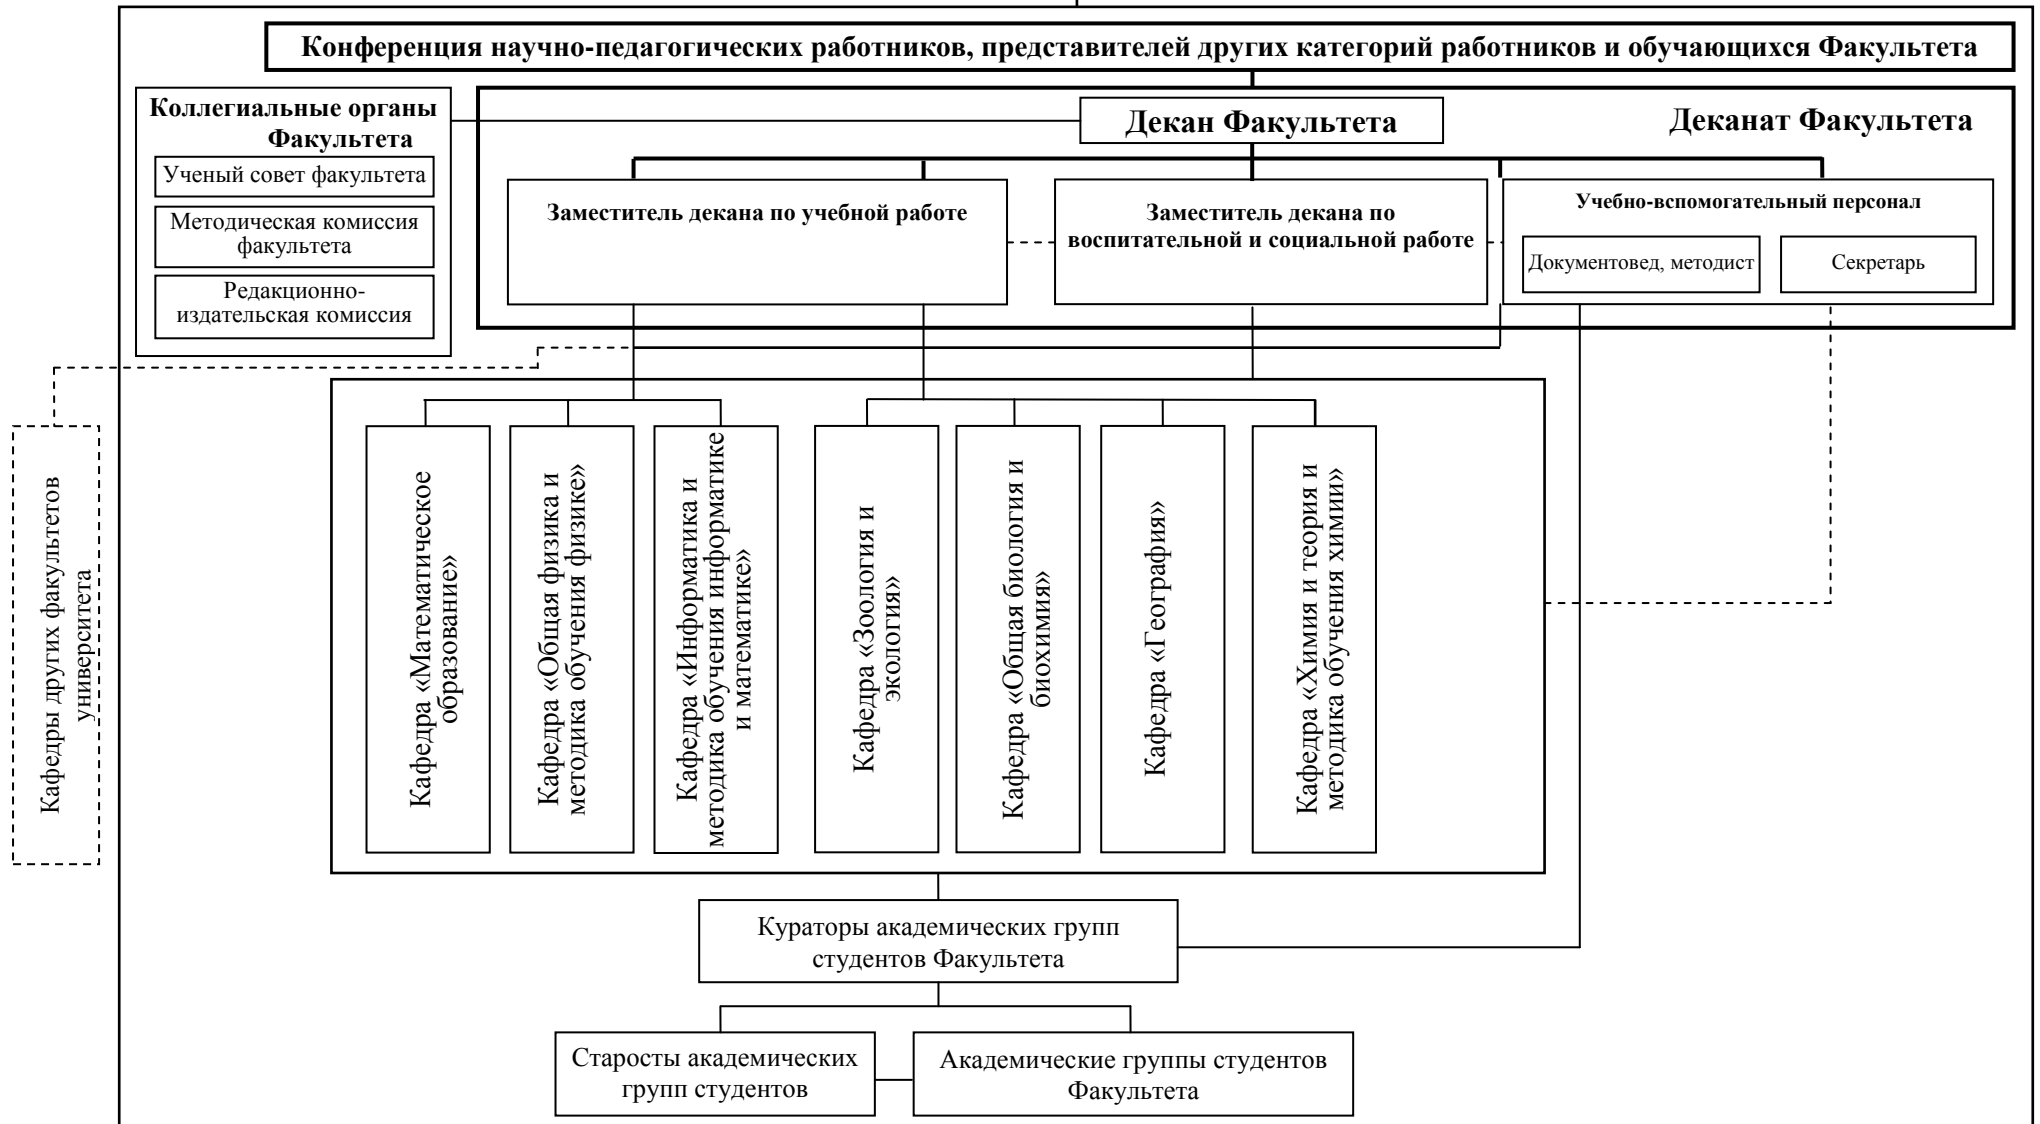 Конференция научно-педагогических работников, представителей других категорий работников и обучающихся Факультета
Коллегиальные органы
Факультета
Ученый совет факультета
Методическая комиссия
факультета
Редакционно-
издательская комиссия
Декан Факультета
Деканат Факультета
Заместитель декана по учебной работе
Заместитель декана по
воспитательной и социальной работе
Учебно-вспомогательный персонал
Документовед, методист
Секретарь
Кафедры других факультетов
университета
Кафедра «Математическое
образование»
Кафедра «Общая физика и
методика обучения физике»
Кафедра «Информатика и
методика обучения информатике
и математике»
Кафедра «Зоология и
экология»
Кафедра «Общая биология и
биохимия»
Кафедра «География»
Кафедра «Химия и теория и
методика обучения химии»
Кураторы академических групп
студентов Факультета
Старосты академических
групп студентов
Академические группы студентов
Факультета